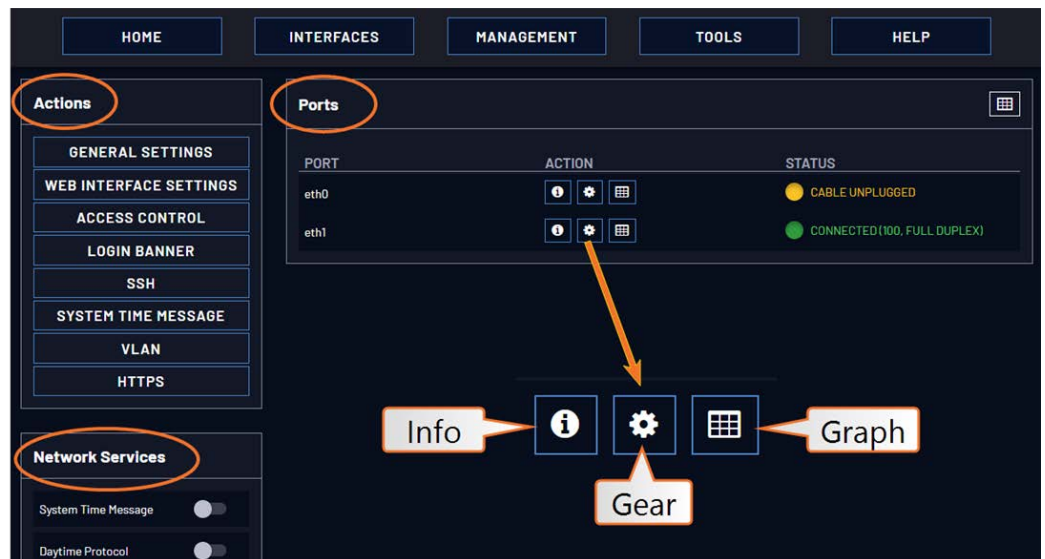 HOME
INTERFACES
MANAGEMENT
TOOLS
HELP
Actions
GENERAL SETTINGS
WEB INTERFACE SETTINGS
ACCESS CONTROL
LOGIN BANNER
SSH
SYSTEM TIME MESSAGE
VLAN
HTTPS
Network Services
System Time Message
Daytime Protocol
Ports
PORT ACTION STATUS
eth0 CABLE UNPLUGGED
eth1 CONNECTED (100, FULL DUPLEX)
Info
Gear
Graph